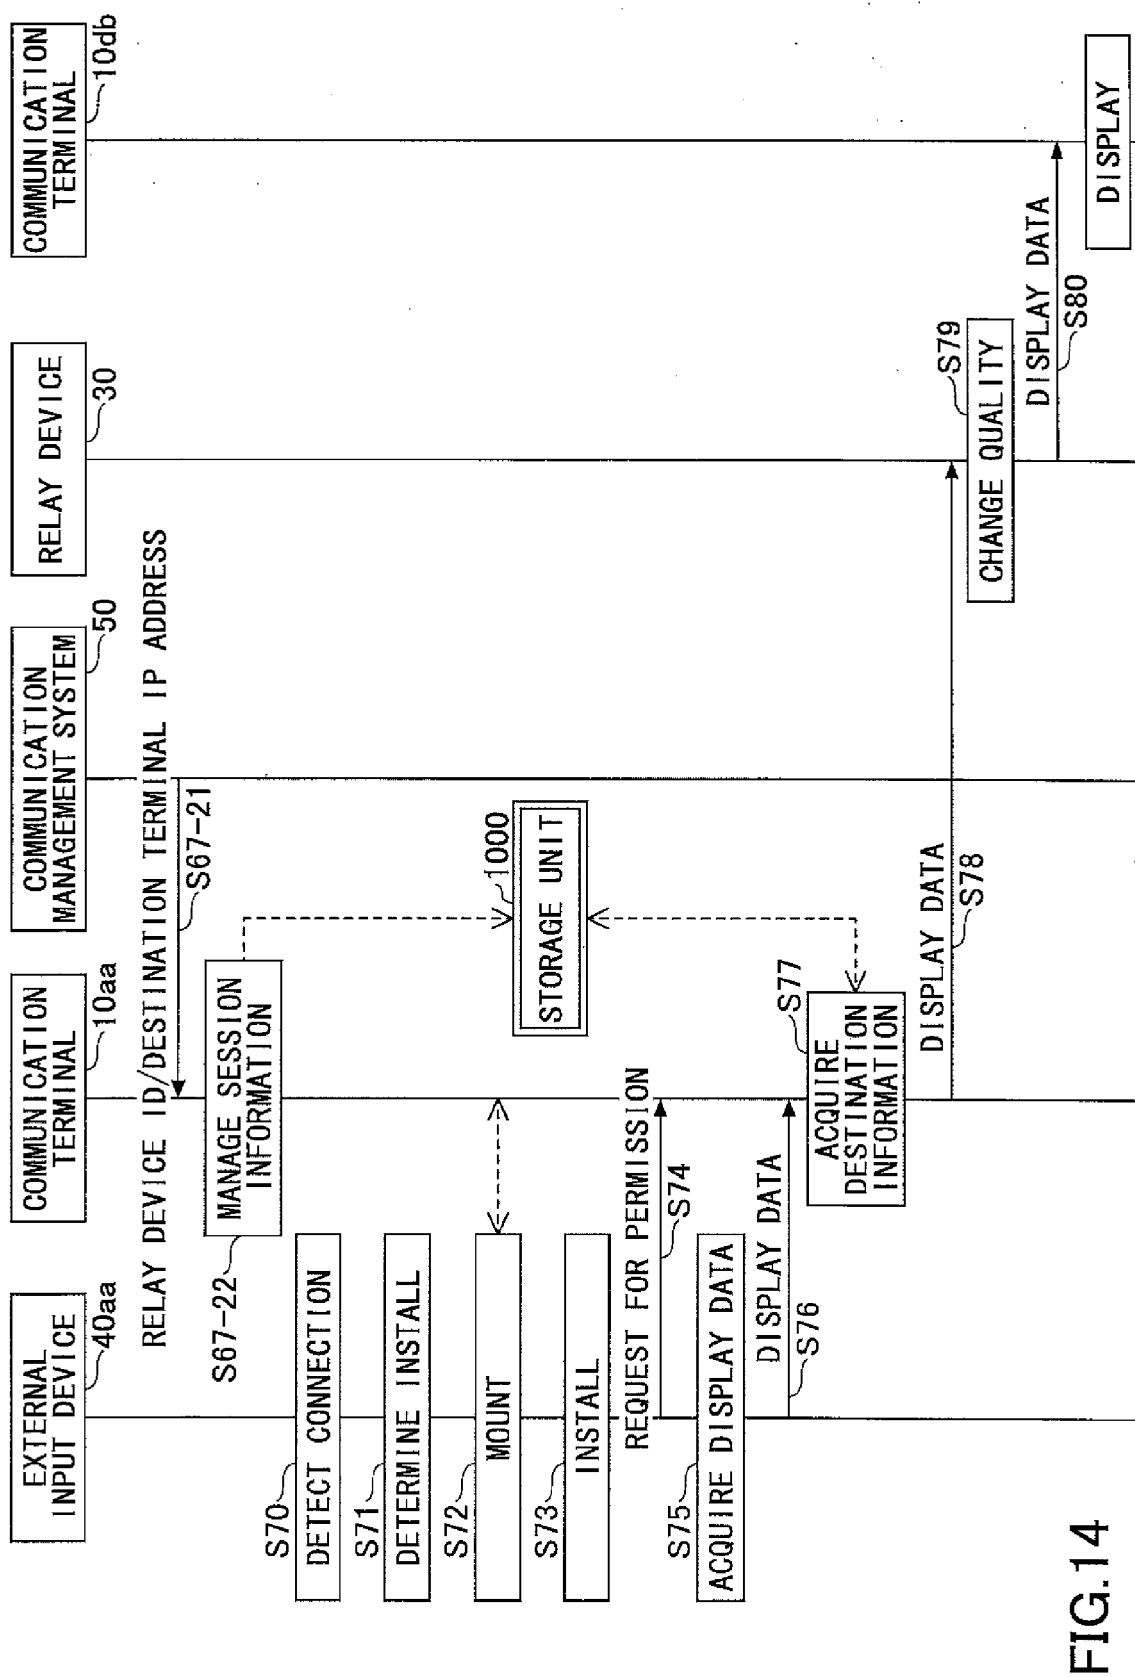 EXTERNAL
INPUT DEVICE
40aa
COMMUNICATION
TERMINAL
10aa
COMMUNICATION
MANAGEMENT SYSTEM
50
RELAY DEVICE
30
COMMUNICATION
TERMINAL
10db
RELAY DEVICE ID/DESTINATION TERMINAL IP ADDRESS
S67-21
S67-22
MANAGE SESSION
INFORMATION
S70
DETECT CONNECTION
S71
DETERMINE INSTALL
S72
MOUNT
1000
STORAGE UNIT
S73
INSTALL
REQUEST FOR PERMISSION
S74
S75
ACQUIRE DISPLAY DATA
DISPLAY DATA
S76
S77
ACQUIRE
DESTINATION
INFORMATION
DISPLAY DATA
S78
S79
CHANGE QUALITY
DISPLAY DATA
S80
DISPLAY
FIG.14